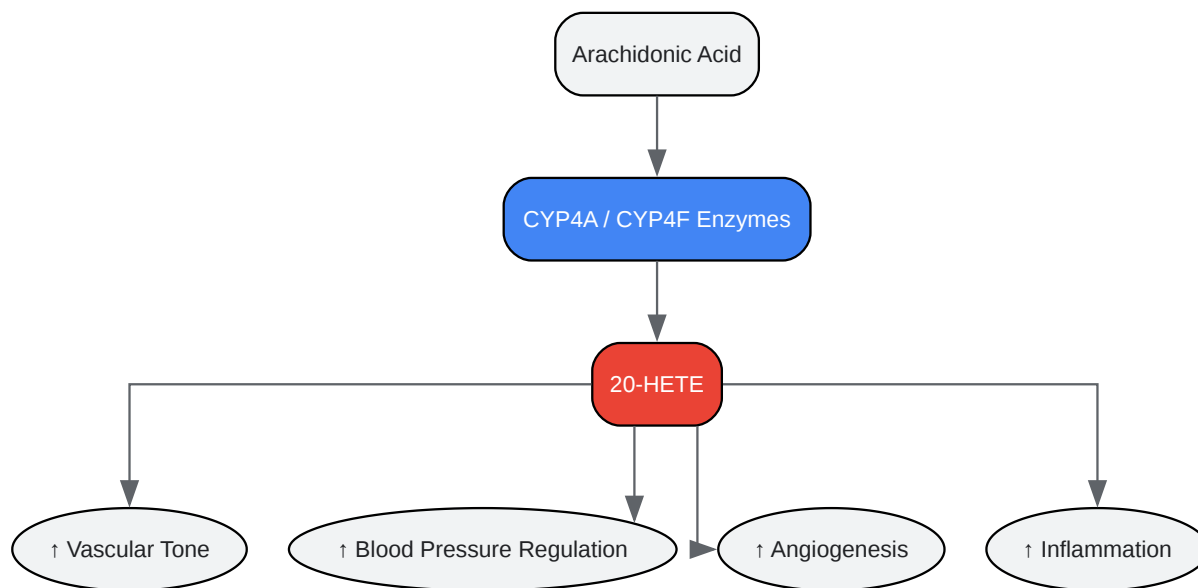 Arachidonic Acid
CYP4A / CYP4F Enzymes
20-HETE
↑ Vascular Tone
↑ Blood Pressure Regulation
↑ Angiogenesis
↑ Inflammation